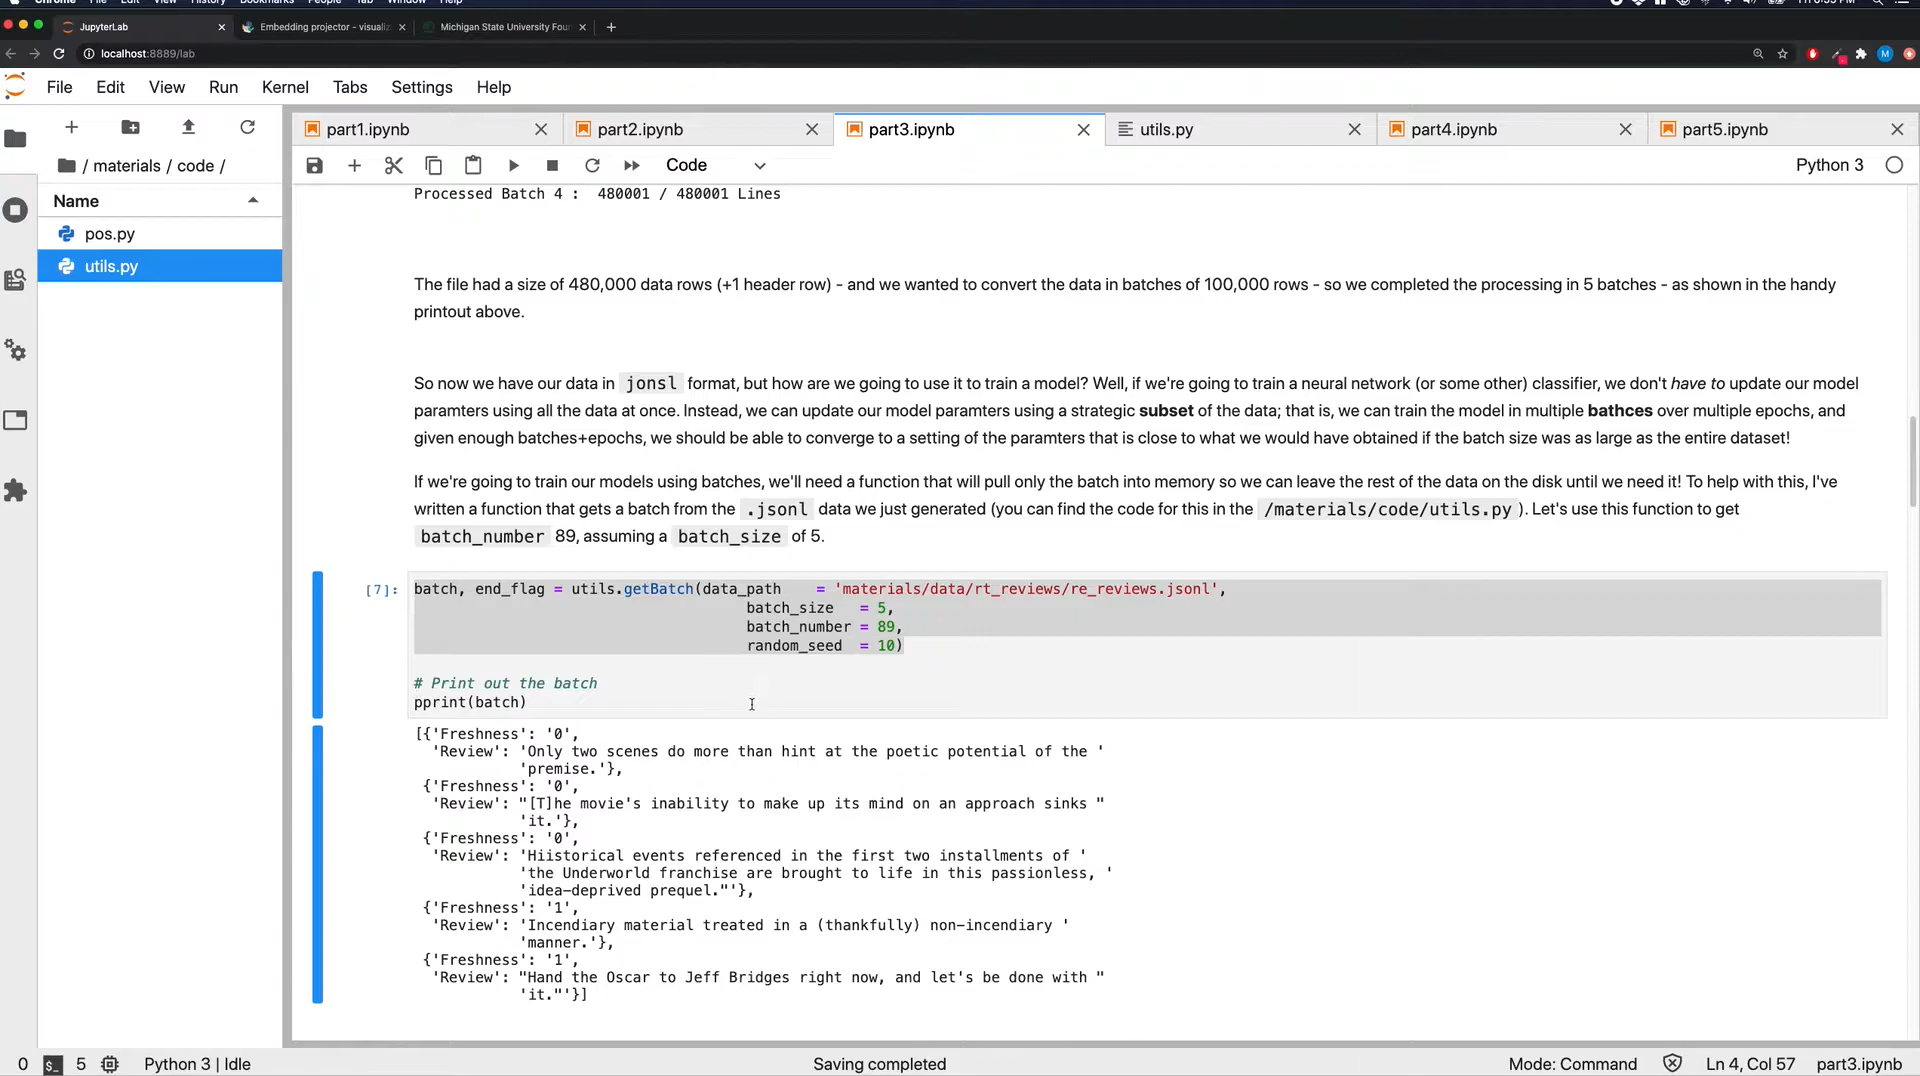 JupyterLab
Embedding projector - visualiz
Michigan State University Foun
localhost:8889/lab
File Edit View Run Kernel Tabs Settings Help
part1.ipynb
part2.ipynb
part3.ipynb
utils.py
part4.ipynb
part5.ipynb
/ materials / code /
Code
Python 3
Name
pos.py
utils.py
Processed Batch 4 :  480001 / 480001 Lines
The file had a size of 480,000 data rows (+1 header row) - and we wanted to convert the data in batches of 100,000 rows - so we completed the processing in 5 batches - as shown in the handy
printout above.
So now we have our data in jonsl format, but how are we going to use it to train a model? Well, if we're going to train a neural network (or some other) classifier, we don't have to update our model
paramters using all the data at once. Instead, we can update our model paramters using a strategic subset of the data; that is, we can train the model in multiple bathces over multiple epochs, and
given enough batches+epochs, we should be able to converge to a setting of the paramters that is close to what we would have obtained if the batch size was as large as the entire dataset!
If we're going to train our models using batches, we'll need a function that will pull only the batch into memory so we can leave the rest of the data on the disk until we need it! To help with this, I've
written a function that gets a batch from the .jsonl data we just generated (you can find the code for this in the /materials/code/utils.py ). Let's use this function to get
batch_number 89, assuming a batch_size of 5.
[7]: batch, end_flag = utils.getBatch(data_path    = 'materials/data/rt_reviews/re_reviews.jsonl',
batch_size   = 5,
batch_number = 89,
random_seed  = 10)
# Print out the batch
pprint(batch)
[{'Freshness': '0',
'Review': 'Only two scenes do more than hint at the poetic potential of the '
'premise.'},
{'Freshness': '0',
'Review': "[T]he movie's inability to make up its mind on an approach sinks "
'it.'},
{'Freshness': '0',
'Review': 'Hiistorical events referenced in the first two installments of '
'the Underworld franchise are brought to life in this passionless, '
'idea-deprived prequel."'},
{'Freshness': '1',
'Review': 'Incendiary material treated in a (thankfully) non-incendiary '
'manner.'},
{'Freshness': '1',
'Review': "Hand the Oscar to Jeff Bridges right now, and let's be done with "
'it."'}]
0
5
Python 3 | Idle
Saving completed
Mode: Command
Ln 4, Col 57
part3.ipynb